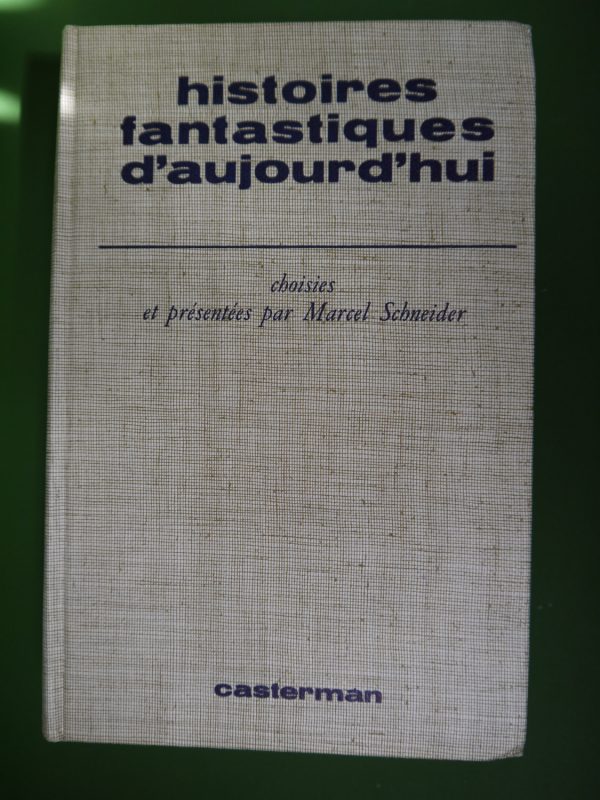 histoires
fantastiques
d'aujourd'hui
choisies
et présentées par Marcel Schneider
casterman